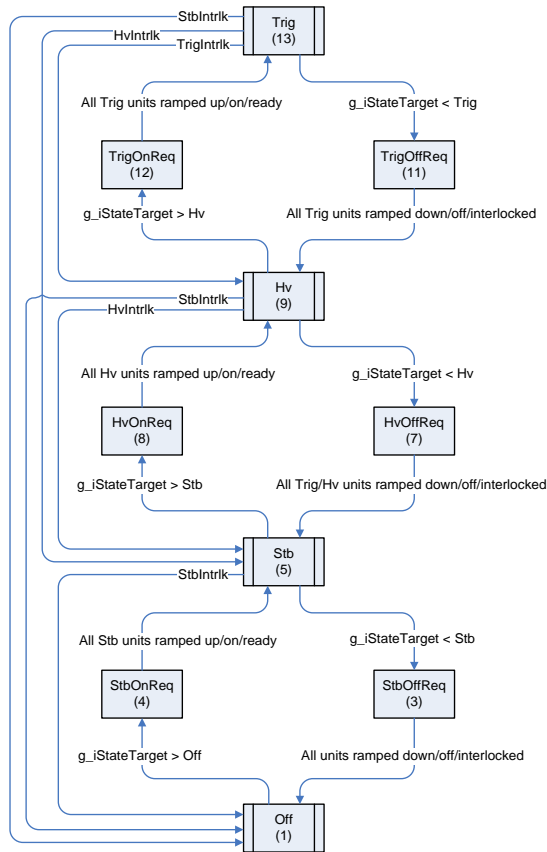 StbIntrlk
Trig
(13)
HvIntrlk
TrigIntrlk
All Trig units ramped up/on/ready
g_iStateTarget < Trig
TrigOnReq
(12)
TrigOffReq
(11)
g_iStateTarget > Hv
All Trig units ramped down/off/interlocked
Hv
(9)
StbIntrlk
HvIntrlk
All Hv units ramped up/on/ready
g_iStateTarget < Hv
HvOnReq
(8)
HvOffReq
(7)
g_iStateTarget > Stb
All Trig/Hv units ramped down/off/interlocked
Stb
(5)
StbIntrlk
All Stb units ramped up/on/ready
g_iStateTarget < Stb
StbOnReq
(4)
StbOffReq
(3)
g_iStateTarget > Off
All units ramped down/off/interlocked
Off
(1)